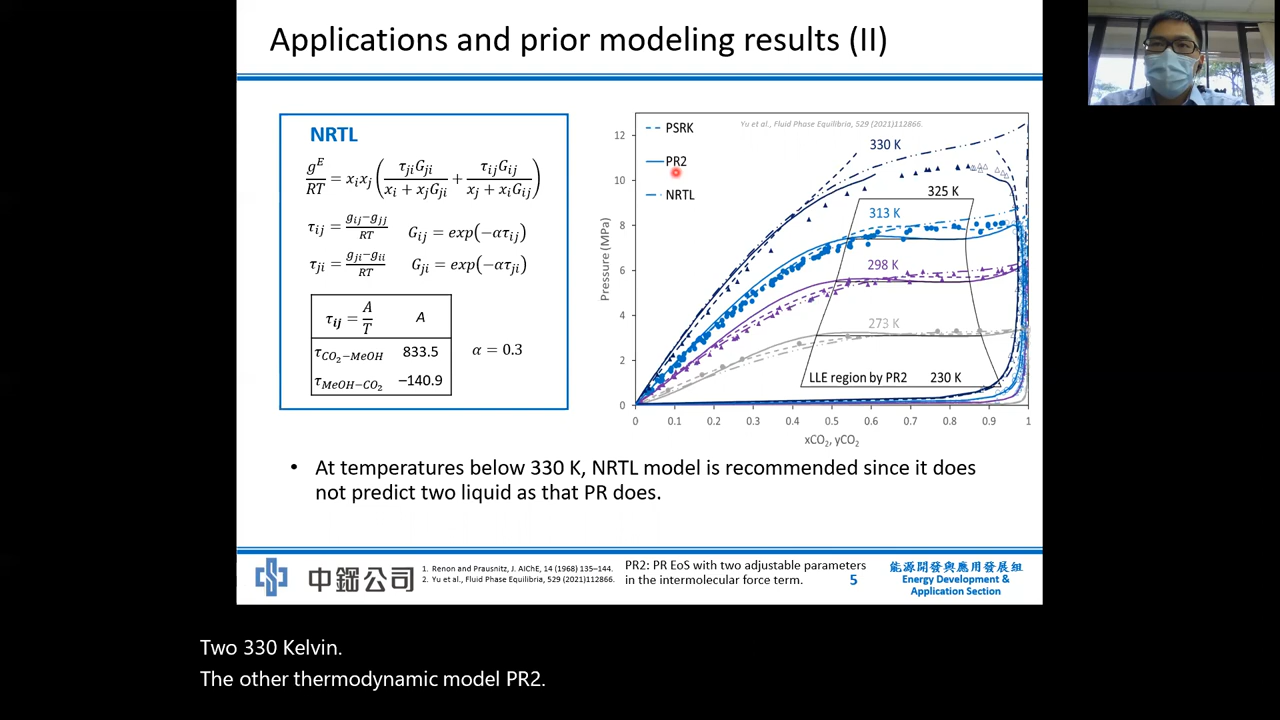 Applications and prior modeling results (II)
NRTL
g^E/RT = x_i x_j (τ_ji G_ji / (x_i + x_j G_ji) + τ_ij G_ij / (x_j + x_i G_ij))
τ_ij = (g_ij−g_jj)/RT   G_ij = exp(−ατ_ij)
τ_ji = (g_ji−g_ii)/RT   G_ji = exp(−ατ_ji)
τ_ij = A/T   A
τ_CO2−MeOH   833.5
τ_MeOH−CO2   −140.9
α = 0.3
Yu et al., Fluid Phase Equilibria, 529 (2021)112866.
PSRK
PR2
NRTL
330 K
325 K
313 K
298 K
273 K
LLE region by PR2   230 K
Pressure (MPa)
12
10
8
6
4
2
0
0 0.1 0.2 0.3 0.4 0.5 0.6 0.7 0.8 0.9 1
xCO2, yCO2
• At temperatures below 330 K, NRTL model is recommended since it does
not predict two liquid as that PR does.
中鋼公司
1. Renon and Prausnitz, J. AIChE, 14 (1968) 135–144.
2. Yu et al., Fluid Phase Equilibria, 529 (2021)112866.
PR2: PR EoS with two adjustable parameters
in the intermolecular force term.
5
能源開發與應用發展組
Energy Development &
Application Section
Two 330 Kelvin.
The other thermodynamic model PR2.